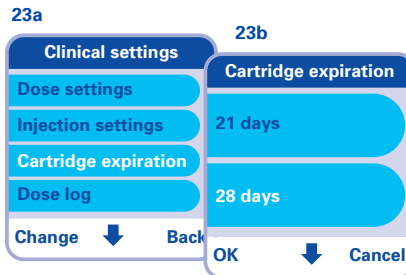 23a
Clinical settings
Dose settings
Injection settings
Cartridge expiration
Dose log
Change Back
23b
Cartridge expiration
21 days
28 days
OK Cancel